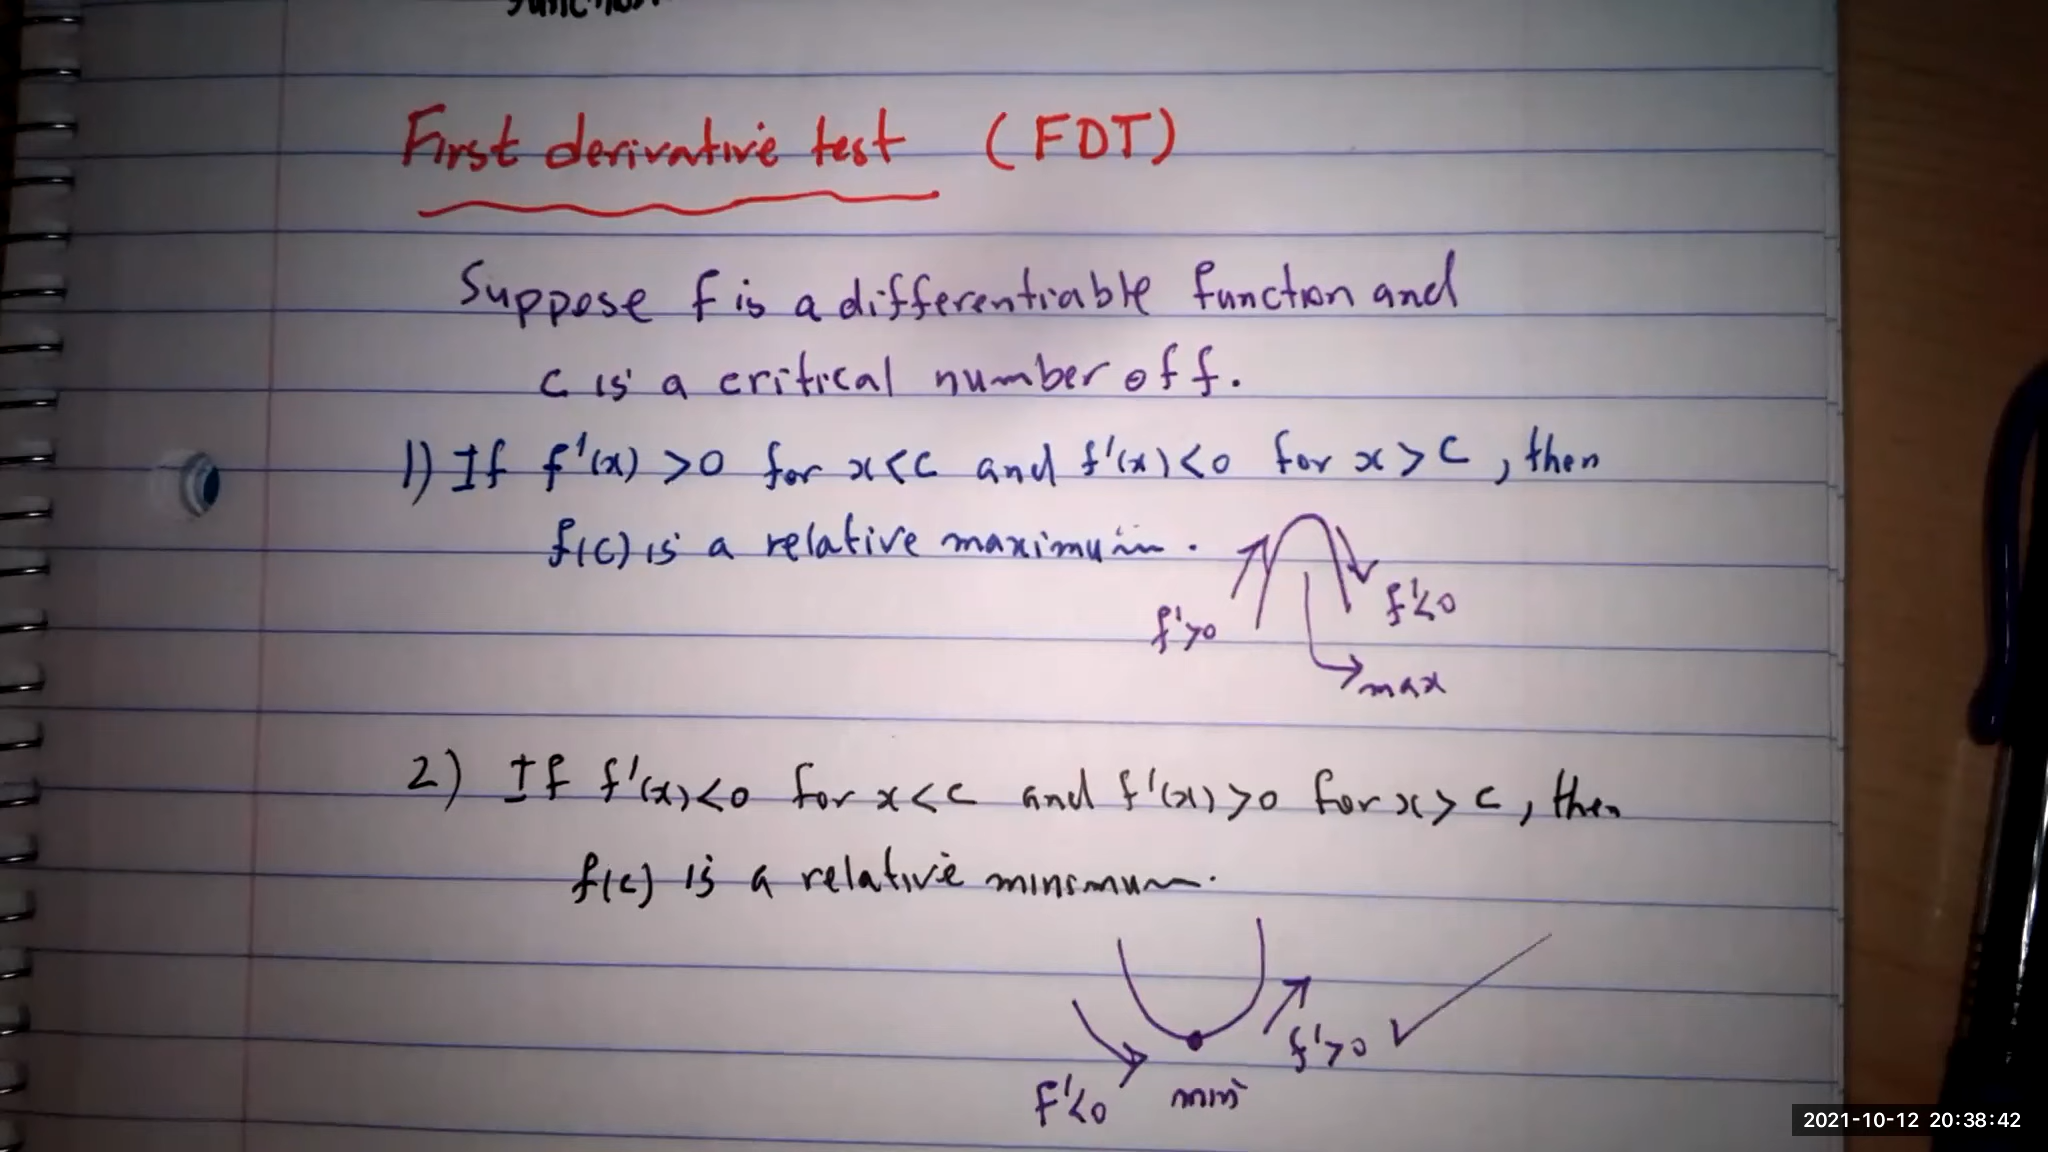 First derivative test (FDT)
Suppose f is a differentiable function and
c is a critical number of f.
1) If f'(x) >0 for x<c and f'(x)<0 for x>c, then
f(c) is a relative maximum.
f'>0
f'<0
max
2) If f'(x)<0 for x<c and f'(x)>0 for x>c, then
f(c) is a relative minimum.
f'>0
F'<0 min
2021-10-12 20:38:42